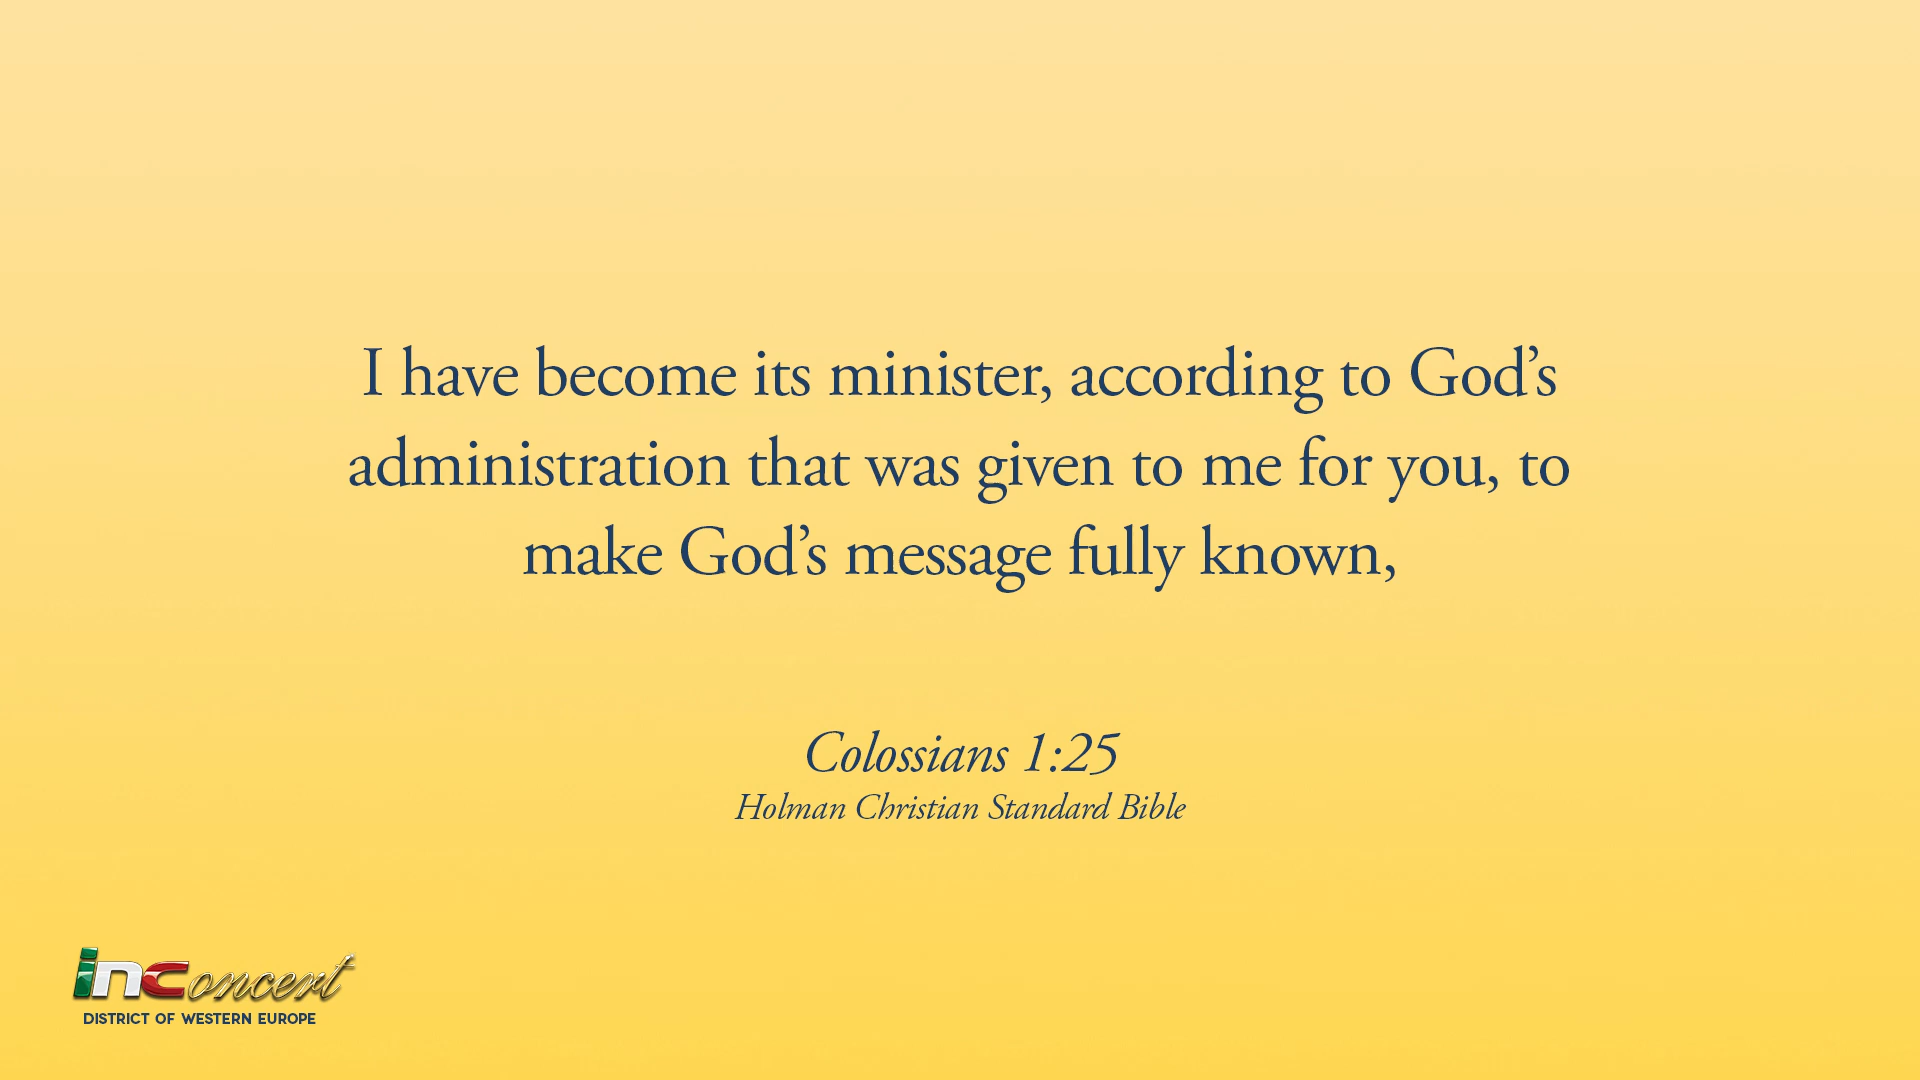 I have become its minister, according to God’s
administration that was given to me for you, to
make God’s message fully known,
Colossians 1:25
Holman Christian Standard Bible
inConcert
DISTRICT OF WESTERN EUROPE